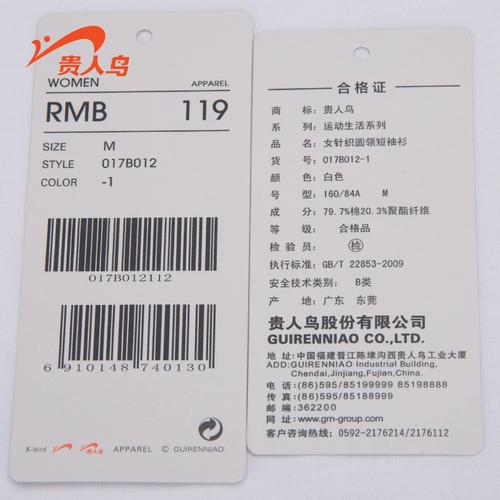 贵人鸟
WOMEN APPAREL
RMB 119
SIZE M
STYLE 017B012
COLOR -1
017B012112
6 910148 740130
K-bird 贵人鸟 APPAREL © GUIRENNIAO
合格证
商 标: 贵人鸟
系 列: 运动生活系列
品 名: 女针织圆领短袖衫
货 号: 017B012-1
颜 色: 白色
号 型: 160/84A M
成 分: 79.7%棉20.3%聚酯纤维
等 级: 合格品
检 验 员: 检
执行标准: GB/T 22853-2009
安全技术类别: B类
产 地: 广东 东莞
贵人鸟股份有限公司
GUIRENNIAO CO.,LTD.
地 址: 中国福建晋江陈埭沟西贵人鸟工业大厦
ADD: GUIRENNIAO Industrial Building,
Chendai,Jinjiang,Fujian,China.
电 话: (86)595/85199999 85198888
传 真: (86)595/85188999
邮 编: 362200
网 址: www.grn-group.com
客户咨询热线: 0592-2176214/2176112